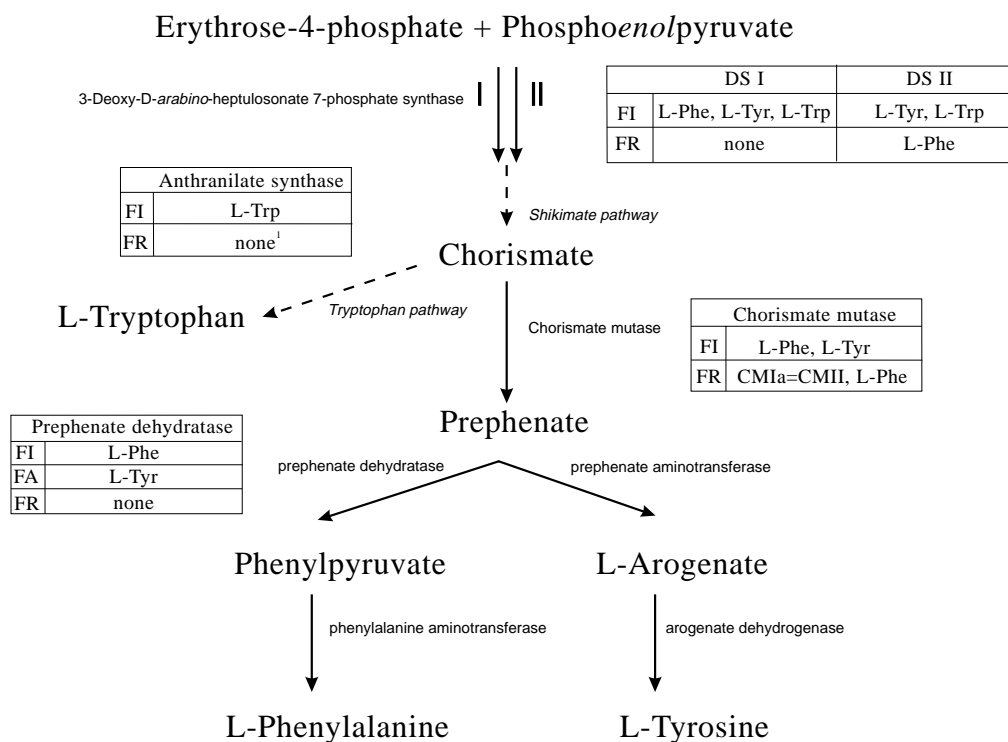 Erythrose-4-phosphate + Phosphoenolpyruvate
3-Deoxy-D-arabino-heptulosonate 7-phosphate synthase
I II
DS I DS II
FI L-Phe, L-Tyr, L-Trp L-Tyr, L-Trp
FR none L-Phe
Anthranilate synthase
FI L-Trp
FR none¹
Shikimate pathway
Chorismate
L-Tryptophan
Tryptophan pathway
Chorismate mutase
Chorismate mutase
FI L-Phe, L-Tyr
FR CMIa=CMII, L-Phe
Prephenate
Prephenate dehydratase
FI L-Phe
FA L-Tyr
FR none
prephenate dehydratase
prephenate aminotransferase
Phenylpyruvate
L-Arogenate
phenylalanine aminotransferase
arogenate dehydrogenase
L-Phenylalanine
L-Tyrosine